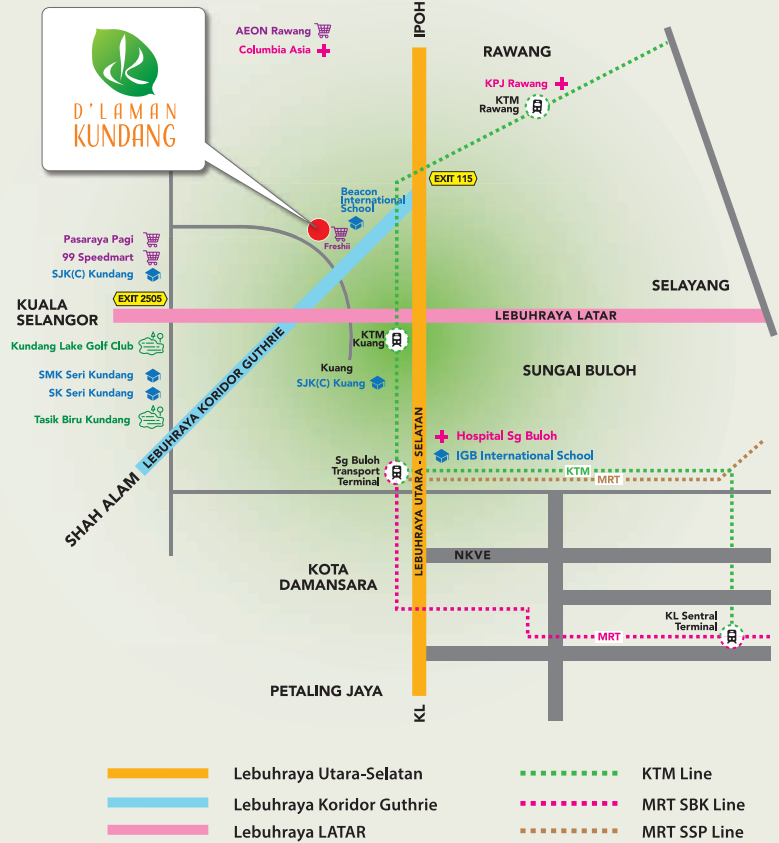 D'LAMAN
KUNDANG
AEON Rawang
Columbia Asia
IPOH
RAWANG
KPJ Rawang
KTM
Rawang
EXIT 115
Beacon
International
School
Freshii
Pasaraya Pagi
99 Speedmart
SJK(C) Kundang
EXIT 2505
KUALA
SELANGOR
SELAYANG
LEBUHRAYA LATAR
Kundang Lake Golf Club
KTM
Kuang
Kuang
SJK(C) Kuang
SUNGAI BULOH
SMK Seri Kundang
SK Seri Kundang
Tasik Biru Kundang
LEBUHRAYA KORIDOR GUTHRIE
SHAH ALAM
LEBUHRAYA UTARA - SELATAN
Hospital Sg Buloh
IGB International School
Sg Buloh
Transport
Terminal
KTM
MRT
NKVE
KOTA
DAMANSARA
KL Sentral
Terminal
MRT
PETALING JAYA
KL
Lebuhraya Utara-Selatan
Lebuhraya Koridor Guthrie
Lebuhraya LATAR
KTM Line
MRT SBK Line
MRT SSP Line